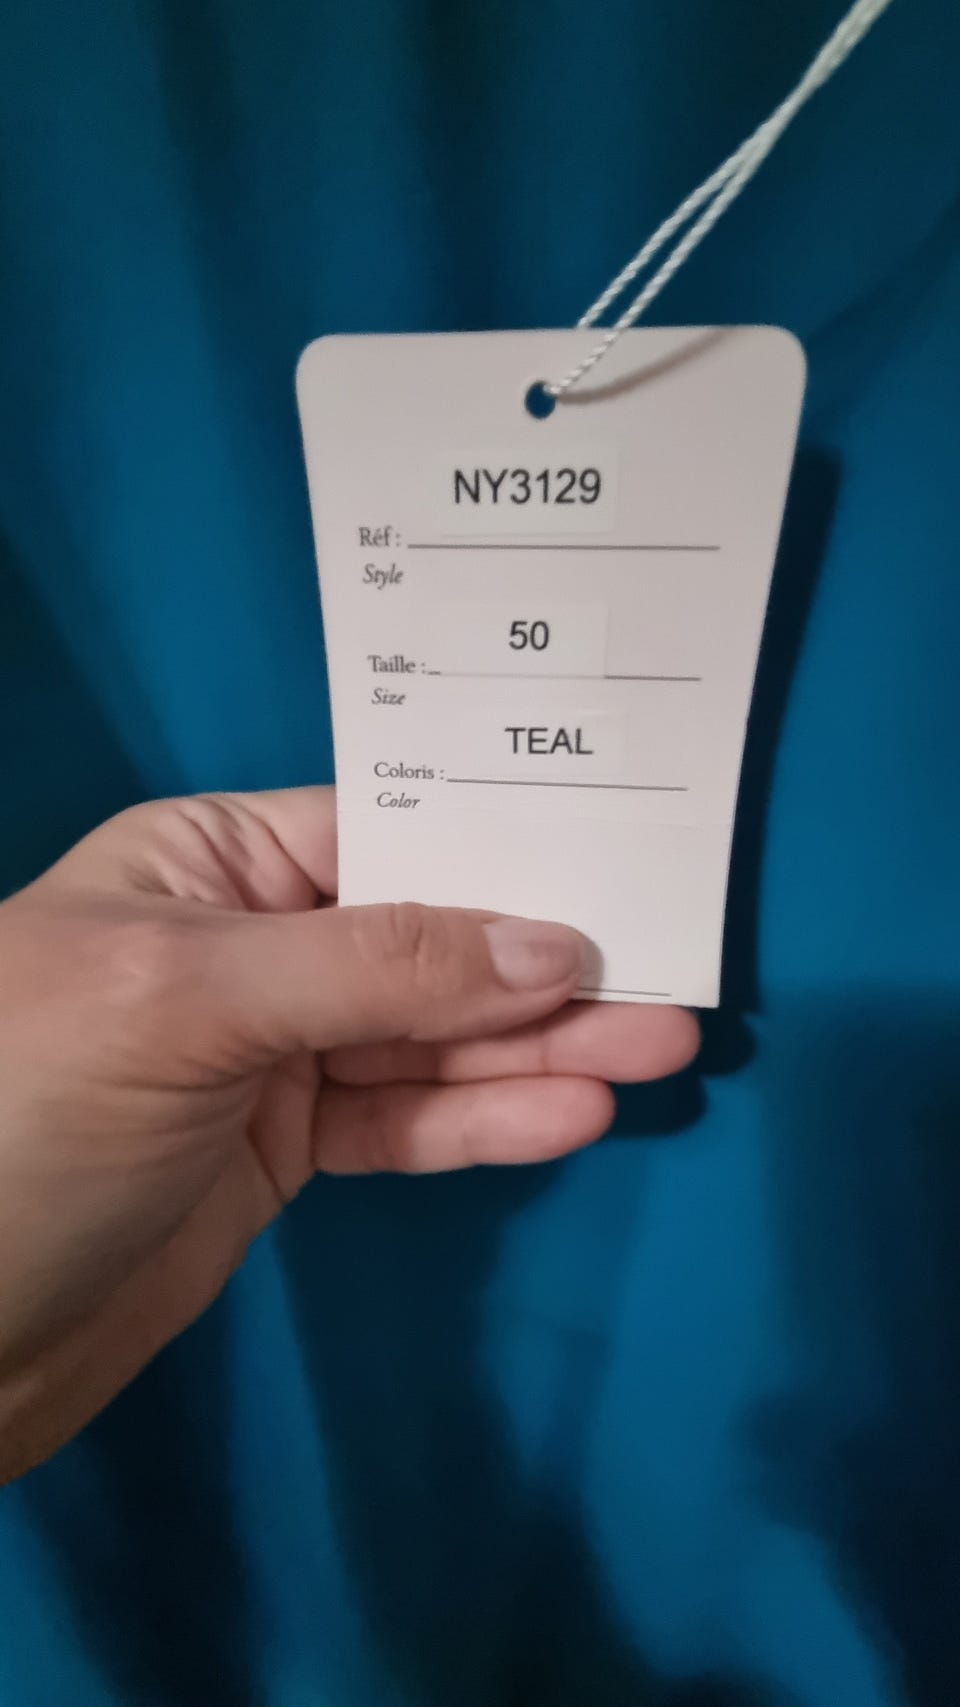 NY3129
Réf :
Style
50
Taille :
Size
TEAL
Coloris :
Color